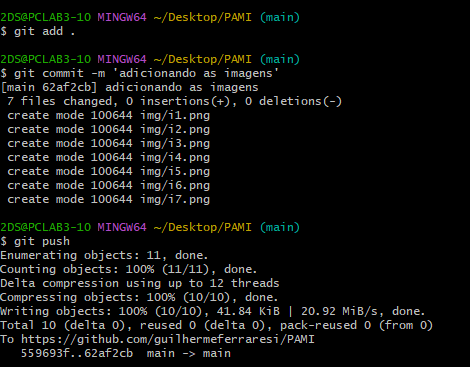 2DS@PCLAB3-10 MINGW64 ~/Desktop/PAMI (main)
$ git add .
2DS@PCLAB3-10 MINGW64 ~/Desktop/PAMI (main)
$ git commit -m 'adicionando as imagens'
[main 62af2cb] adicionando as imagens
 7 files changed, 0 insertions(+), 0 deletions(-)
 create mode 100644 img/i1.png
 create mode 100644 img/i2.png
 create mode 100644 img/i3.png
 create mode 100644 img/i4.png
 create mode 100644 img/i5.png
 create mode 100644 img/i6.png
 create mode 100644 img/i7.png
2DS@PCLAB3-10 MINGW64 ~/Desktop/PAMI (main)
$ git push
Enumerating objects: 11, done.
Counting objects: 100% (11/11), done.
Delta compression using up to 12 threads
Compressing objects: 100% (10/10), done.
Writing objects: 100% (10/10), 41.84 KiB | 20.92 MiB/s, done.
Total 10 (delta 0), reused 0 (delta 0), pack-reused 0 (from 0)
To https://github.com/guilhermeferraresi/PAMI
   559693f..62af2cb  main -> main